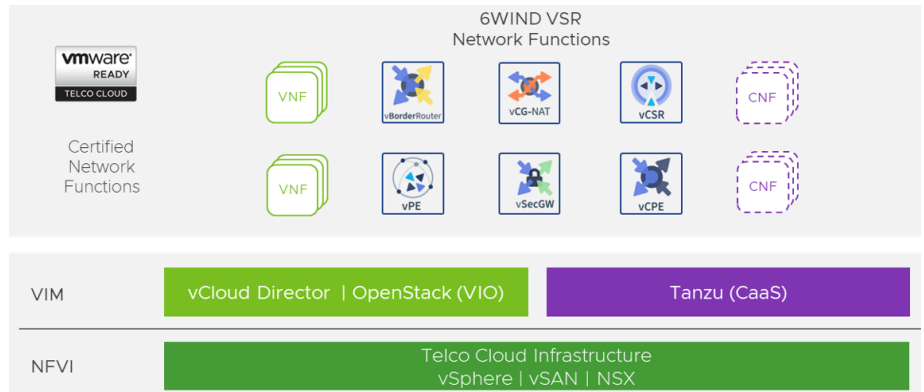 6WIND VSR
Network Functions
vmware®
READY
TELCO CLOUD
VNF
vBorderRouter
vCG-NAT
vCSR
CNF
Certified
Network
Functions
VNF
vPE
vSecGW
vCPE
CNF
VIM
vCloud Director | OpenStack (VIO)
Tanzu (CaaS)
NFVI
Telco Cloud Infrastructure
vSphere | vSAN | NSX